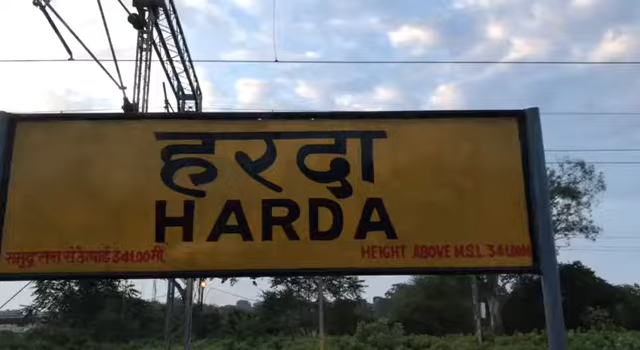 हरदा
HARDA
समुद्र तल से ऊंचाई 341.00 मी.
HEIGHT ABOVE M.S.L. 341.00M